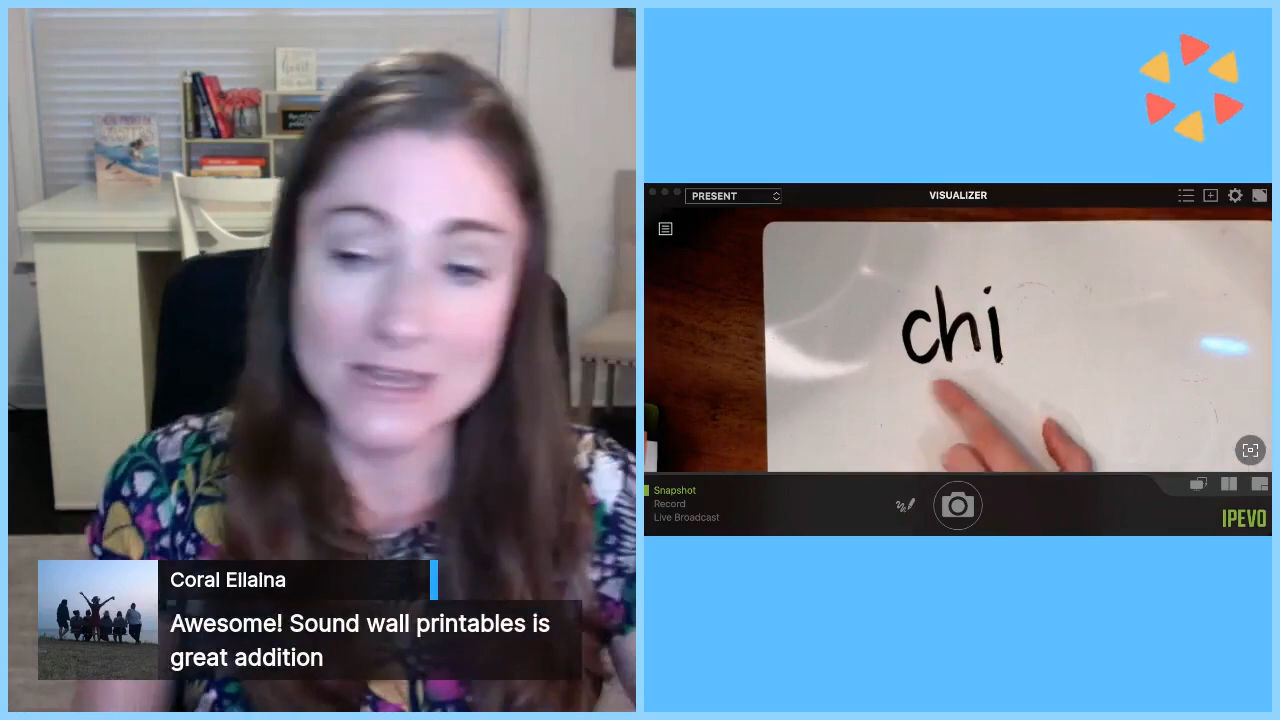 Coral Ellaina
Awesome! Sound wall printables is
great addition
PRESENT
VISUALIZER
chi
Snapshot
Record
Live Broadcast
IPEVO